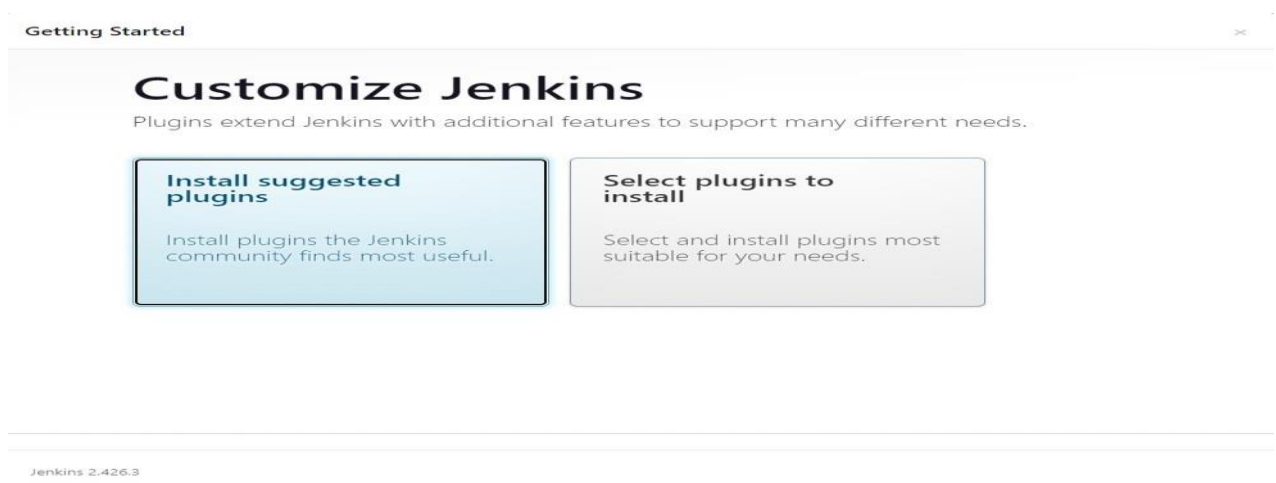 Getting Started
×
Customize Jenkins
Plugins extend Jenkins with additional features to support many different needs.
Install suggested
plugins
Install plugins the Jenkins
community finds most useful.
Select plugins to
install
Select and install plugins most
suitable for your needs.
Jenkins 2.426.3